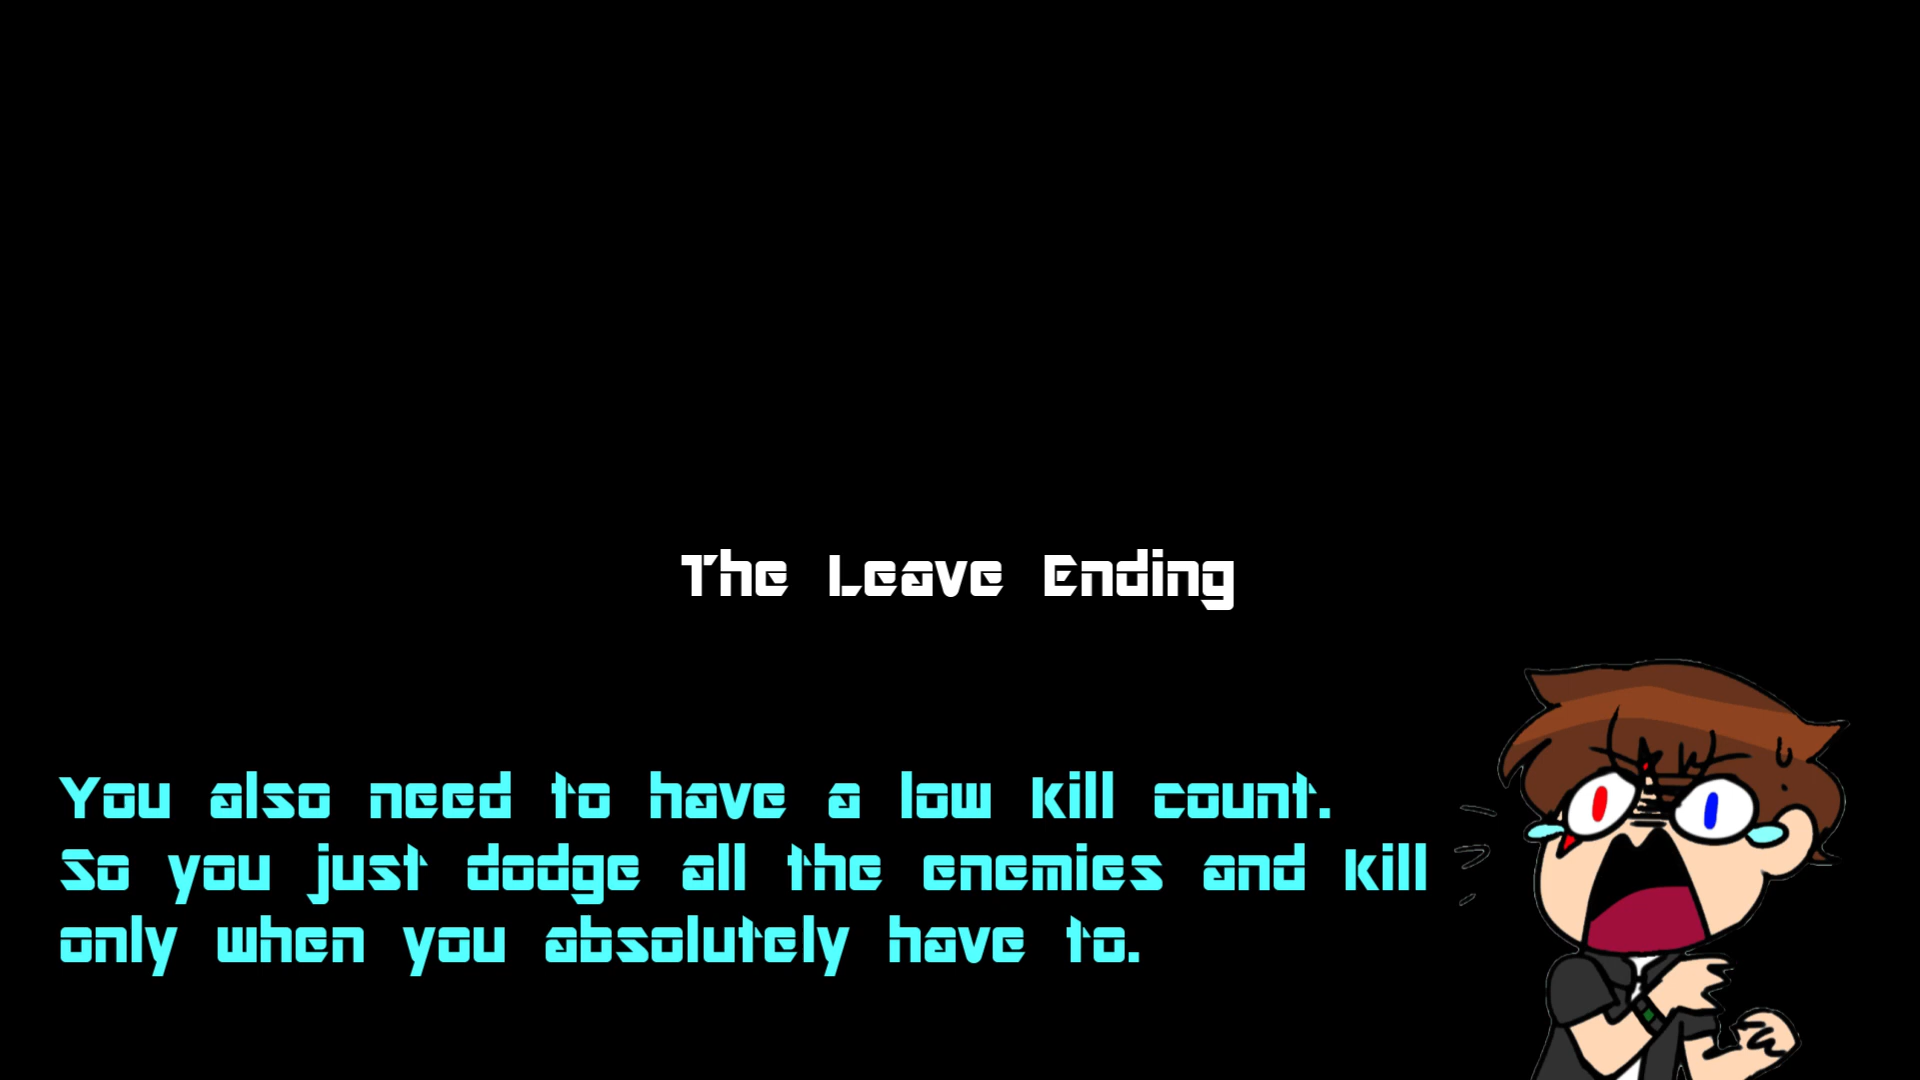 The Leave Ending
You also need to have a low kill count.
So you just dodge all the enemies and kill
only when you absolutely have to.